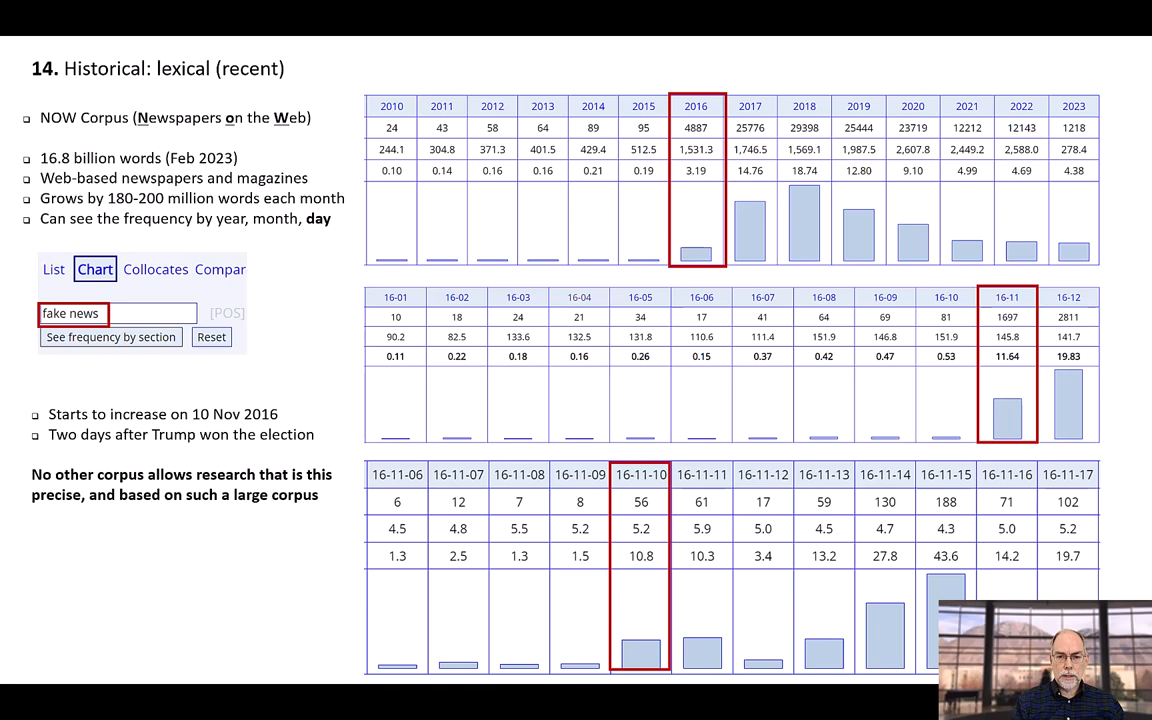 14. Historical: lexical (recent)
NOW Corpus (Newspapers on the Web)
16.8 billion words (Feb 2023)
Web-based newspapers and magazines
Grows by 180-200 million words each month
Can see the frequency by year, month, day
List Chart Collocates Compar
fake news [POS]
See frequency by section Reset
Starts to increase on 10 Nov 2016
Two days after Trump won the election
No other corpus allows research that is this
precise, and based on such a large corpus
2010 2011 2012 2013 2014 2015 2016 2017 2018 2019 2020 2021 2022 2023
24 43 58 64 89 95 4887 25776 29398 25444 23719 12212 12143 1218
244.1 304.8 371.3 401.5 429.4 512.5 1,531.3 1,746.5 1,569.1 1,987.5 2,607.8 2,449.2 2,588.0 278.4
0.10 0.14 0.16 0.16 0.21 0.19 3.19 14.76 18.74 12.80 9.10 4.99 4.69 4.38
16-01 16-02 16-03 16-04 16-05 16-06 16-07 16-08 16-09 16-10 16-11 16-12
10 18 24 21 34 17 41 64 69 81 1697 2811
90.2 82.5 133.6 132.5 131.8 110.6 111.4 151.9 146.8 151.9 145.8 141.7
0.11 0.22 0.18 0.16 0.26 0.15 0.37 0.42 0.47 0.53 11.64 19.83
16-11-06 16-11-07 16-11-08 16-11-09 16-11-10 16-11-11 16-11-12 16-11-13 16-11-14 16-11-15 16-11-16 16-11-17
6 12 7 8 56 61 17 59 130 188 71 102
4.5 4.8 5.5 5.2 5.2 5.9 5.0 4.5 4.7 4.3 5.0 5.2
1.3 2.5 1.3 1.5 10.8 10.3 3.4 13.2 27.8 43.6 14.2 19.7